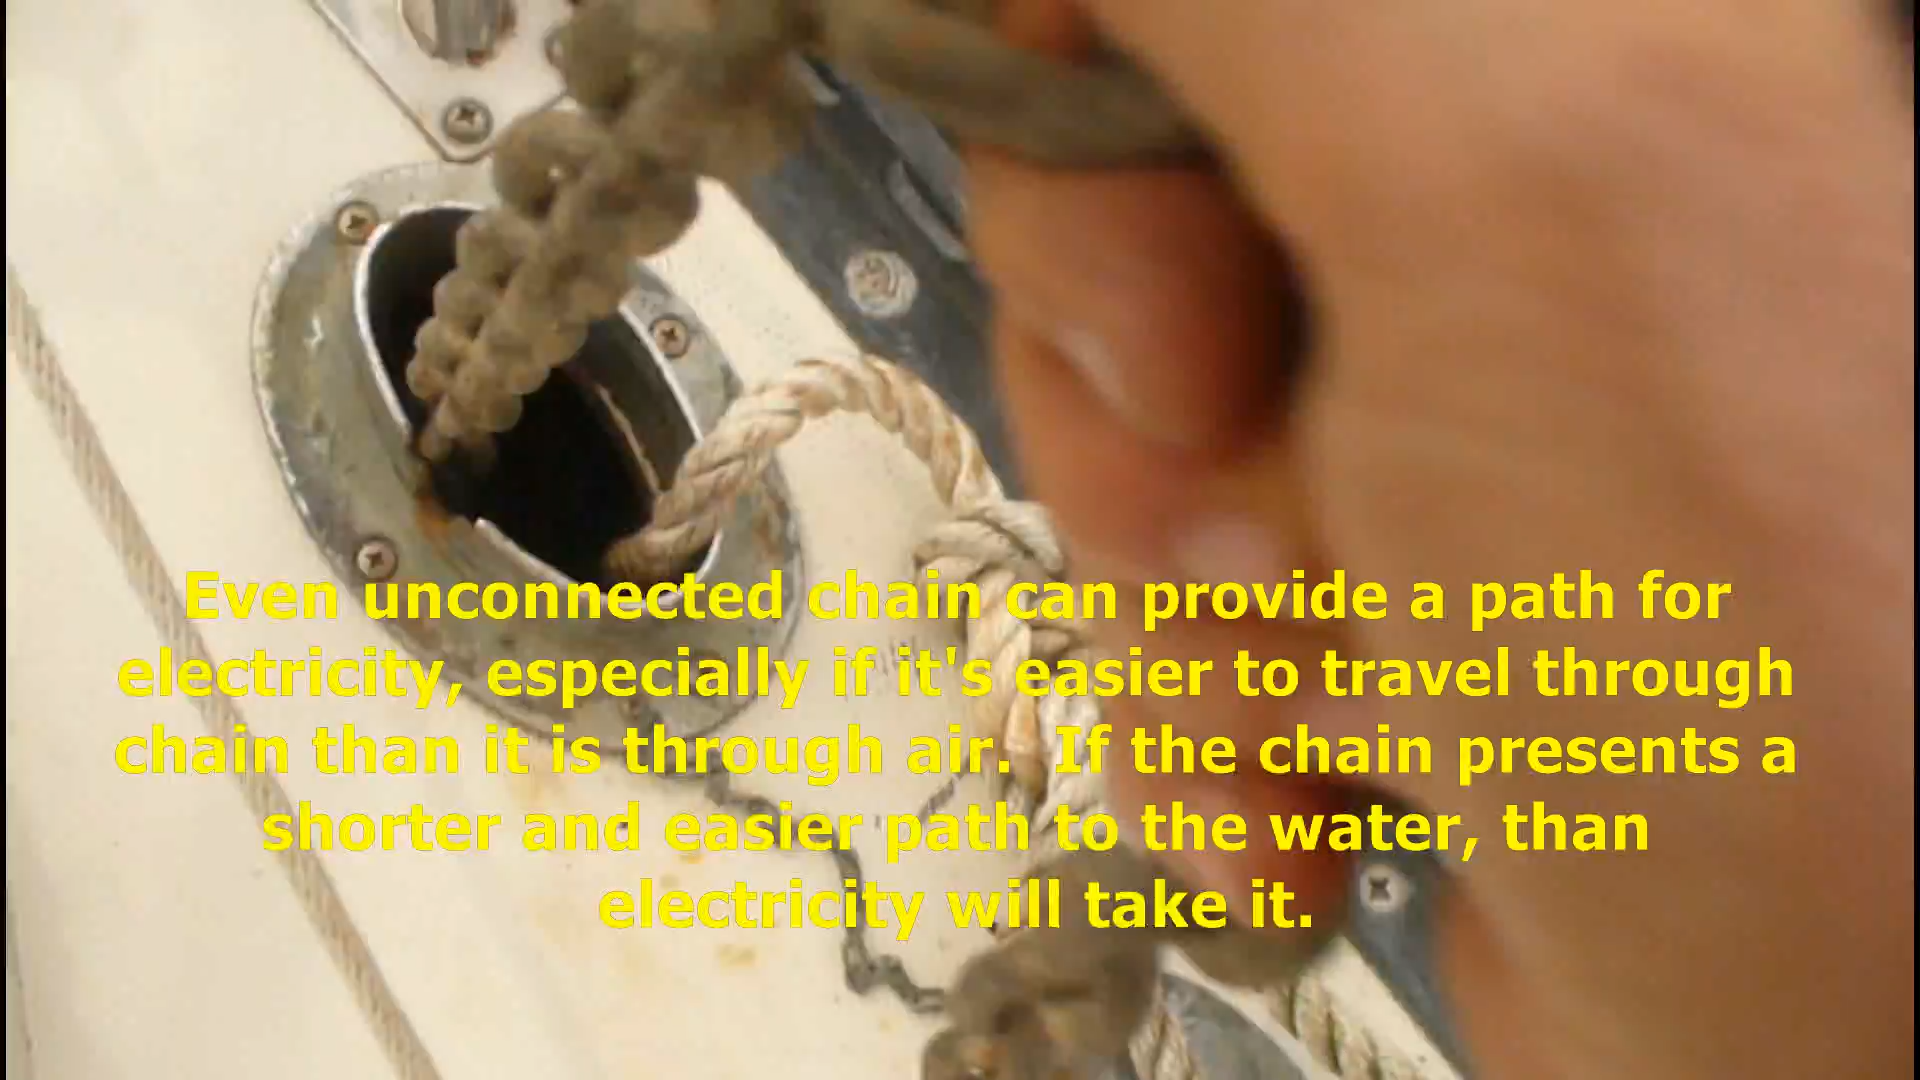 Even unconnected chain can provide a path for
electricity, especially if it's easier to travel through
chain than it is through air.  If the chain presents a
shorter and easier path to the water, than
electricity will take it.